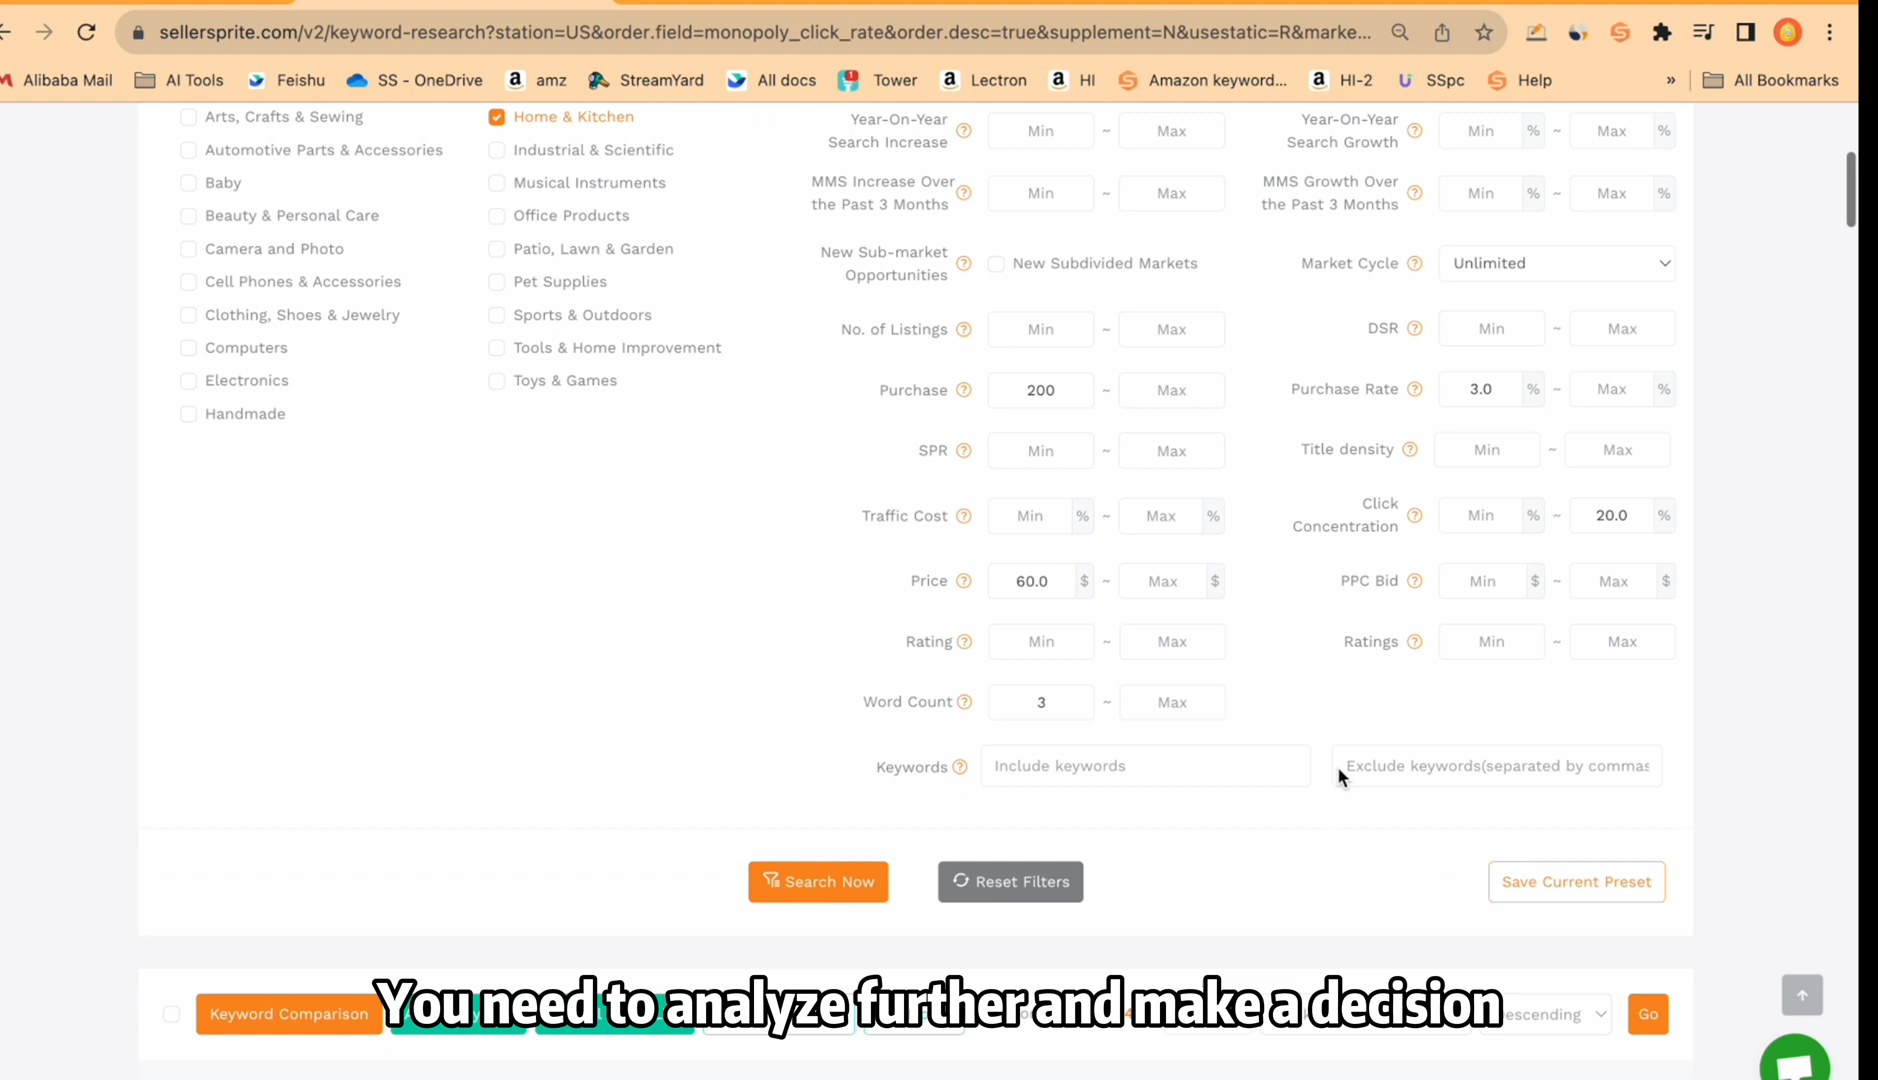 sellersprite.com/v2/keyword-research?station=US&order.field=monopoly_click_rate&order.desc=true&supplement=N&usestatic=R&marke...
Alibaba Mail AI Tools Feishu SS - OneDrive amz StreamYard All docs Tower Lectron HI Amazon keyword... HI-2 SSpc Help » All Bookmarks
Arts, Crafts & Sewing
Automotive Parts & Accessories
Baby
Beauty & Personal Care
Camera and Photo
Cell Phones & Accessories
Clothing, Shoes & Jewelry
Computers
Electronics
Handmade
Home & Kitchen
Industrial & Scientific
Musical Instruments
Office Products
Patio, Lawn & Garden
Pet Supplies
Sports & Outdoors
Tools & Home Improvement
Toys & Games
Year-On-Year
Search Increase ? Min ~ Max
Year-On-Year
Search Growth ? Min % ~ Max %
MMS Increase Over
the Past 3 Months ? Min ~ Max
MMS Growth Over
the Past 3 Months ? Min % ~ Max %
New Sub-market
Opportunities ? New Subdivided Markets
Market Cycle ? Unlimited
No. of Listings ? Min ~ Max
DSR ? Min ~ Max
Purchase ? 200 ~ Max
Purchase Rate ? 3.0 % ~ Max %
SPR ? Min ~ Max
Title density ? Min ~ Max
Traffic Cost ? Min % ~ Max %
Click
Concentration ? Min % ~ 20.0 %
Price ? 60.0 $ ~ Max $
PPC Bid ? Min $ ~ Max $
Rating ? Min ~ Max
Ratings ? Min ~ Max
Word Count ? 3 ~ Max
Keywords ? Include keywords Exclude keywords(separated by commas
Search Now Reset Filters Save Current Preset
Keyword Comparison escending Go
You need to analyze further and make a decision